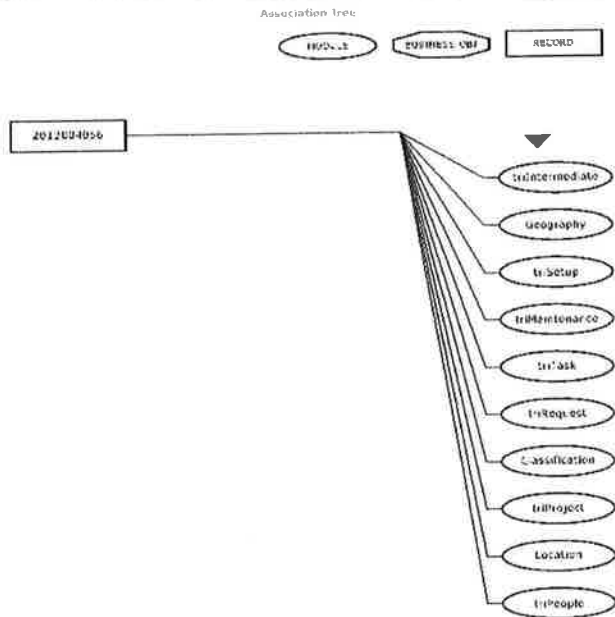 Association Tree
MODULE
BUSINESS OBJ
RECORD
2012004056
triIntermediate
Geography
triSetup
triMaintenance
triTask
triRequest
Classification
triProject
Location
triPeople